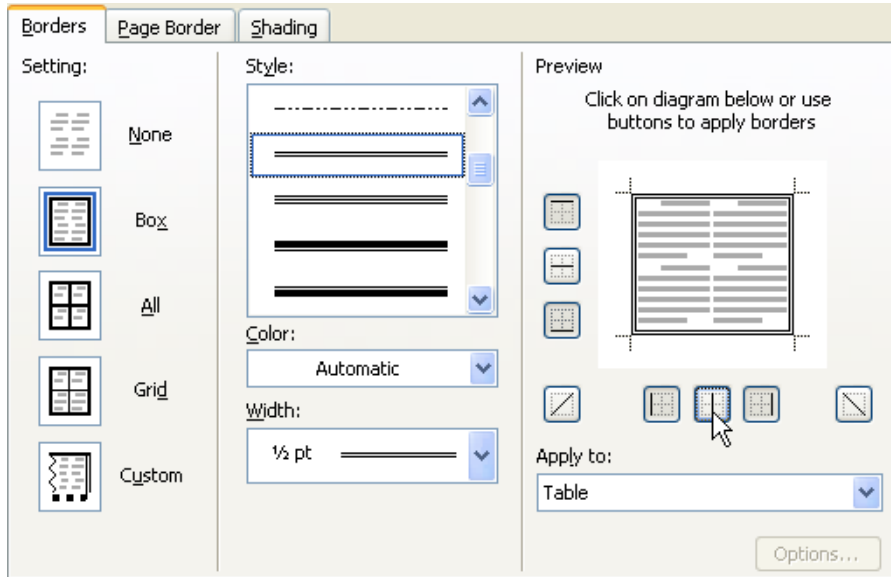 Borders Page Border Shading
Setting:
None
Box
All
Grid
Custom
Style:
Color:
Automatic
Width:
½ pt
Preview
Click on diagram below or use
buttons to apply borders
Apply to:
Table
Options...